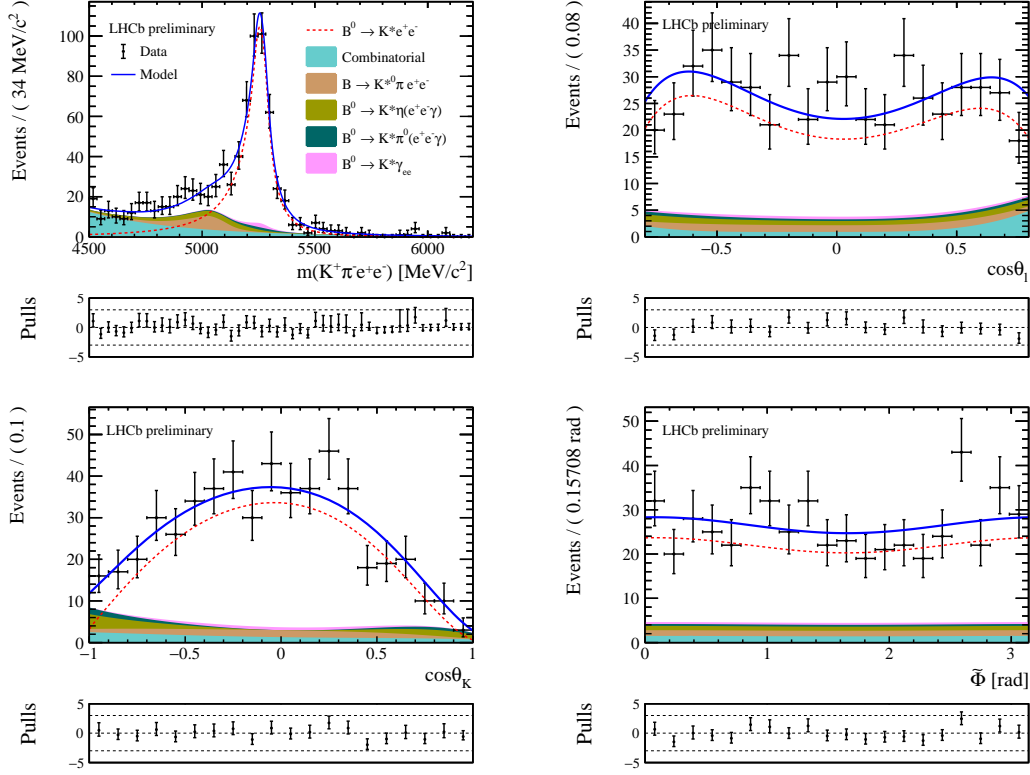 Events / ( 34 MeV/c² )
100
80
60
40
20
0
LHCb preliminary
Data
Model
B⁰ → K*e⁺e⁻
Combinatorial
B → K*⁰π e⁺e⁻
B⁰ → K*η(e⁺e⁻γ)
B⁰ → K*π⁰(e⁺e⁻γ)
B⁰ → K*γ_ee
4500
5000
5500
6000
m(K⁺π⁻e⁺e⁻) [MeV/c²]
Pulls
5
0
−5
Events / ( 0.08 )
40
35
30
25
20
15
10
5
0
LHCb preliminary
−0.5
0
0.5
cosθ_l
Pulls
5
0
−5
Events / ( 0.1 )
50
40
30
20
10
0
LHCb preliminary
−1
−0.5
0
0.5
1
cosθ_K
Pulls
5
0
−5
Events / ( 0.15708 rad )
50
40
30
20
10
0
LHCb preliminary
0
1
2
3
Φ̃ [rad]
Pulls
5
0
−5